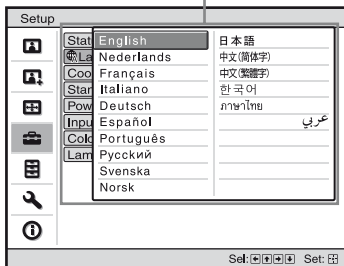 Setup
Stat
La
Coo
Star
Pow
Inpu
Colo
Lam
English
Nederlands
Français
Italiano
Deutsch
Español
Português
Русский
Svenska
Norsk
日本語
中文(简体字)
中文(繁體字)
한국어
ภาษาไทย
عربي
Sel: Set: